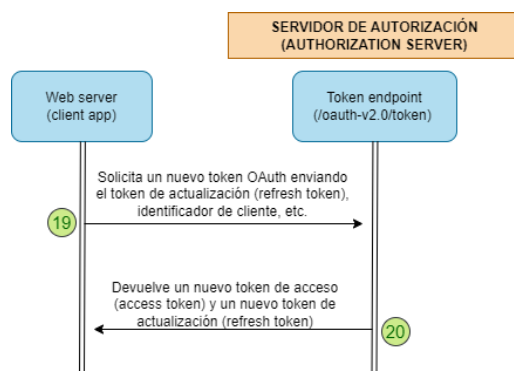 SERVIDOR DE AUTORIZACIÓN
(AUTHORIZATION SERVER)
Web server
(client app)
Token endpoint
(/oauth-v2.0/token)
Solicita un nuevo token OAuth enviando
el token de actualización (refresh token),
identificador de cliente, etc.
19
Devuelve un nuevo token de acceso
(access token) y un nuevo token de
actualización (refresh token)
20